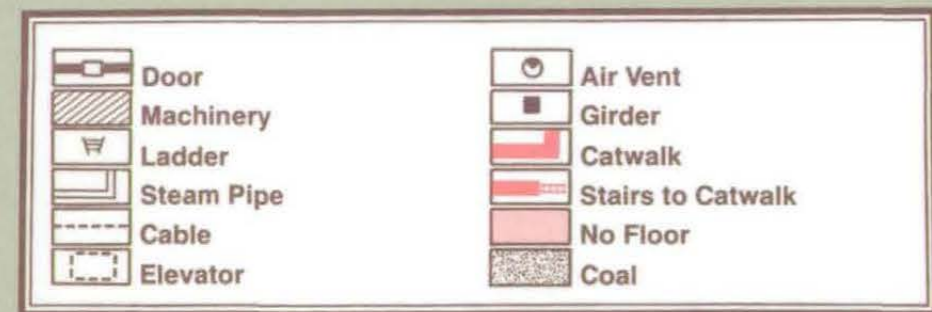 Door
Machinery
Ladder
Steam Pipe
Cable
Elevator
Air Vent
Girder
Catwalk
Stairs to Catwalk
No Floor
Coal